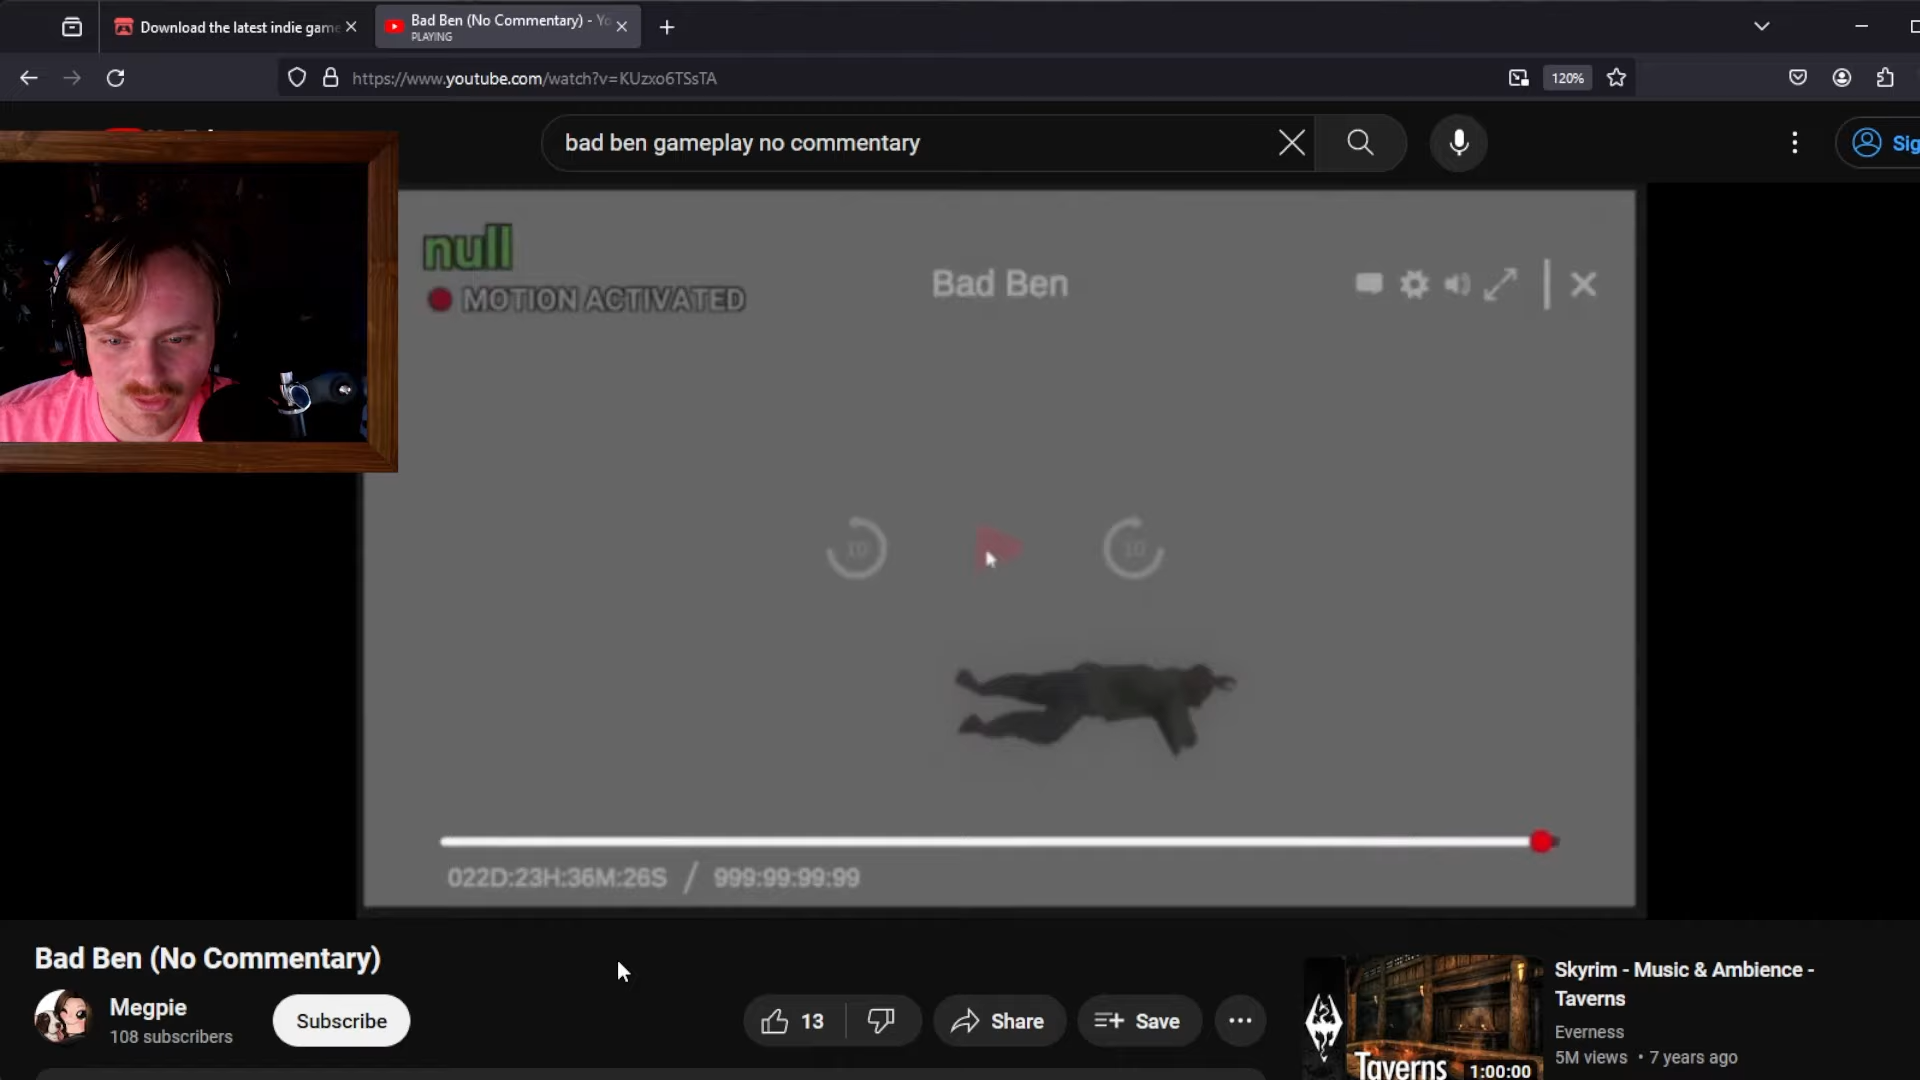 Download the latest indie game
Bad Ben (No Commentary) - Yo
PLAYING
https://www.youtube.com/watch?v=KUzxo6TSsTA
120%
bad ben gameplay no commentary
Sig
null
MOTION ACTIVATED
Bad Ben
10
10
022D:23H:36M:26S / 999:99:99:99
Bad Ben (No Commentary)
Megpie
108 subscribers
Subscribe
13
Share
Save
Skyrim - Music & Ambience -
Taverns
Everness
5M views • 7 years ago
Taverns
1:00:00